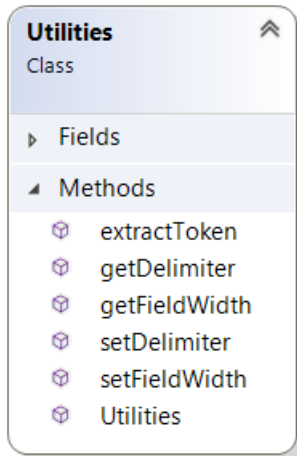 Utilities
Class
Fields
Methods
extractToken
getDelimiter
getFieldWidth
setDelimiter
setFieldWidth
Utilities